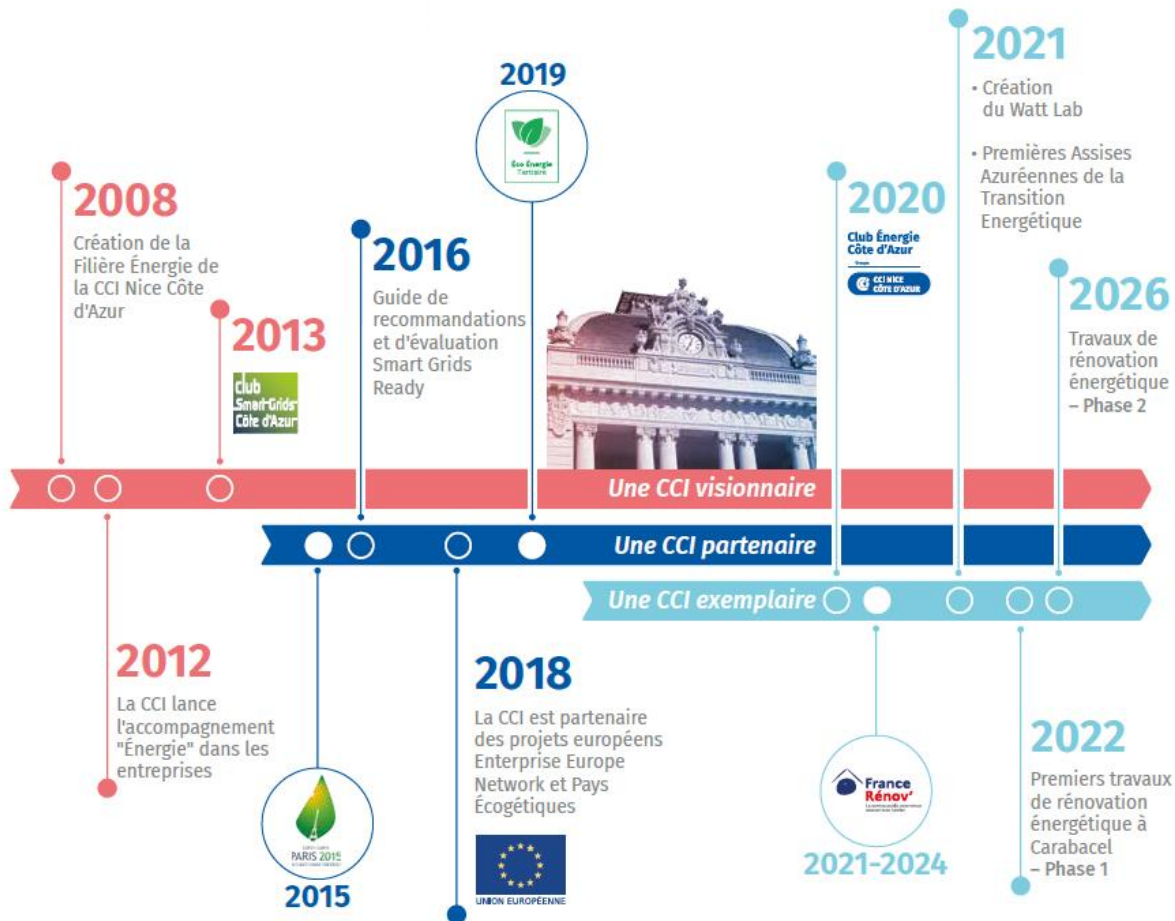 2008
Création de la
Filière Énergie de
la CCI Nice Côte
d'Azur
2013
Club
Smart-Grids
Côte d'Azur
2016
Guide de
recommandations
et d'évaluation
Smart Grids
Ready
2019
Éco Énergie
Tertiaire
2020
Club Énergie
Côte d'Azur
CCI NICE
CÔTE D'AZUR
2021
• Création
du Watt Lab
• Premières Assises
Azuréennes de la
Transition
Energétique
2026
Travaux de
rénovation
énergétique
– Phase 2
Une CCI visionnaire
Une CCI partenaire
Une CCI exemplaire
2012
La CCI lance
l'accompagnement
"Énergie" dans les
entreprises
PARIS 2015
2015
2018
La CCI est partenaire
des projets européens
Enterprise Europe
Network et Pays
Écogétiques
UNION EUROPÉENNE
France
Rénov'
2021-2024
2022
Premiers travaux
de rénovation
énergétique à
Carabacel
– Phase 1